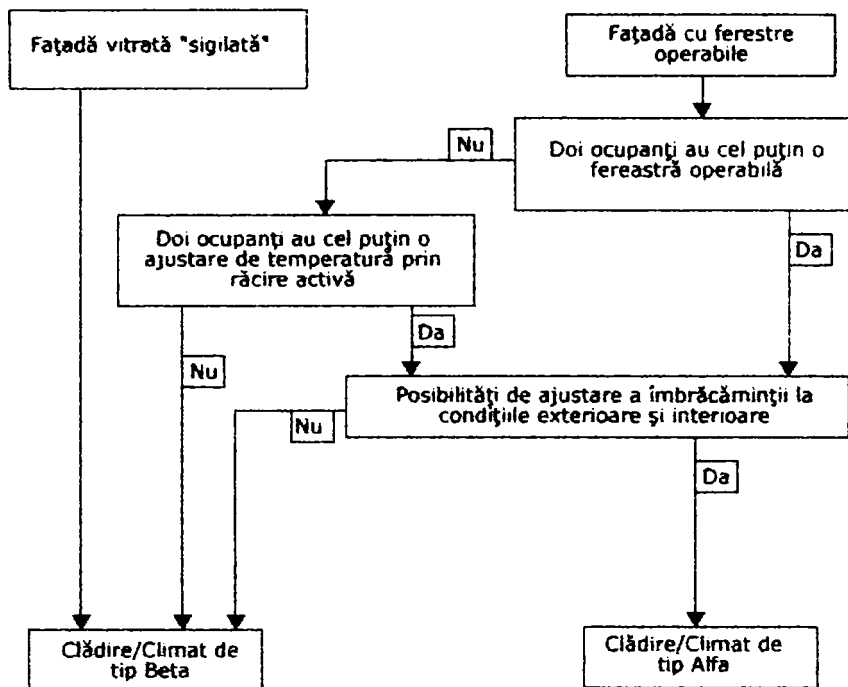 Faţadă vitrată "sigilată"
Faţadă cu ferestre
operabile
Nu
Doi ocupanţi au cel puţin o
fereastră operabilă
Doi ocupanţi au cel puţin o
ajustare de temperatură prin
răcire activă
Da
Da
Nu
Posibilităţi de ajustare a îmbrăcăminţii la
condiţiile exterioare şi interioare
Nu
Da
Clădire/Climat de
tip Beta
Clădire/Climat de
tip Alfa